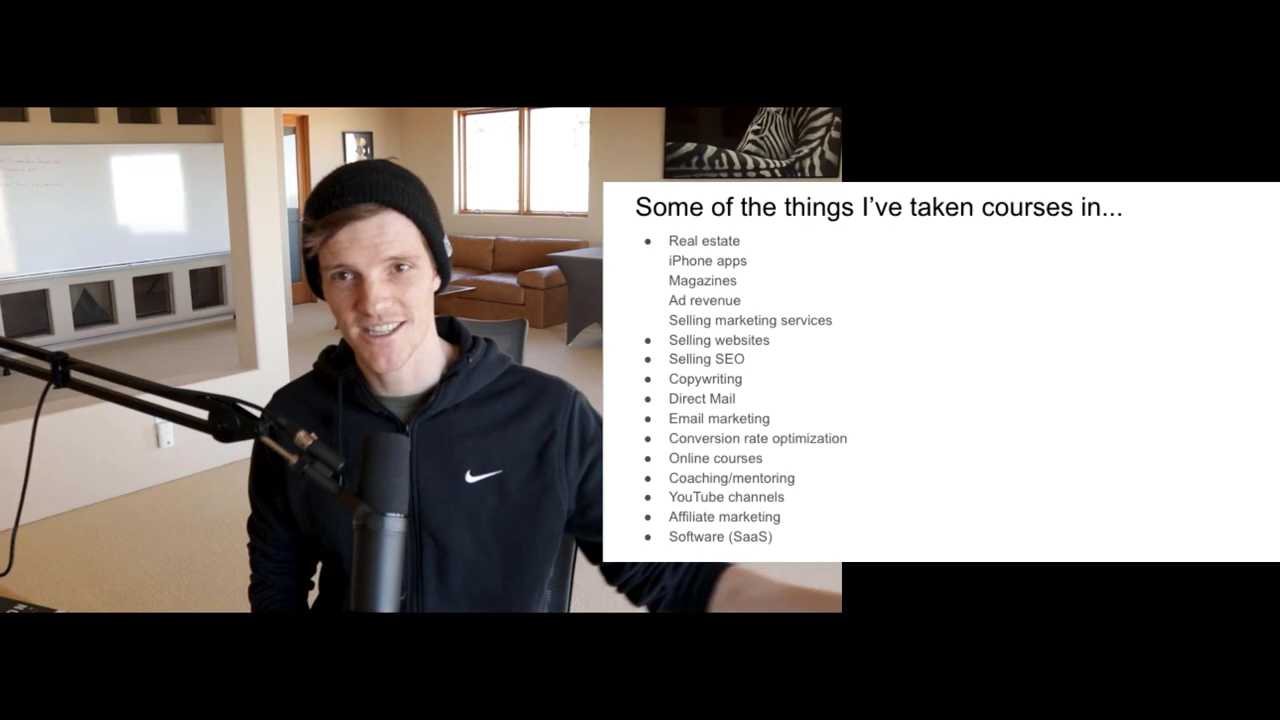 Some of the things I've taken courses in...
● Real estate
iPhone apps
Magazines
Ad revenue
Selling marketing services
● Selling websites
● Selling SEO
● Copywriting
● Direct Mail
● Email marketing
● Conversion rate optimization
● Online courses
● Coaching/mentoring
● YouTube channels
● Affiliate marketing
● Software (SaaS)